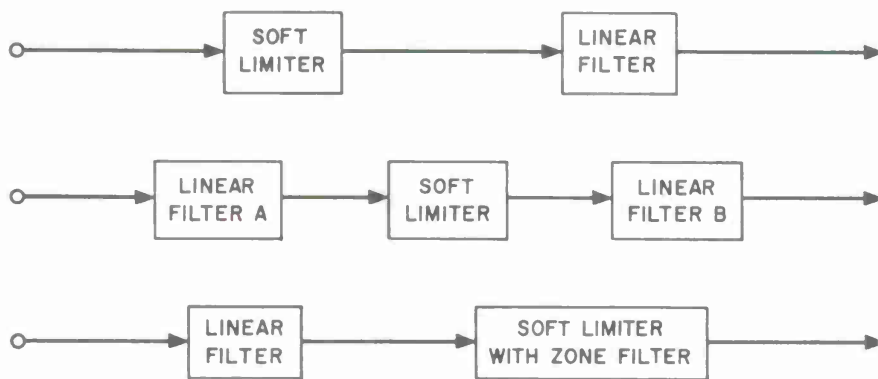 SOFT
LIMITER
LINEAR
FILTER
LINEAR
FILTER A
SOFT
LIMITER
LINEAR
FILTER B
LINEAR
FILTER
SOFT LIMITER
WITH ZONE FILTER